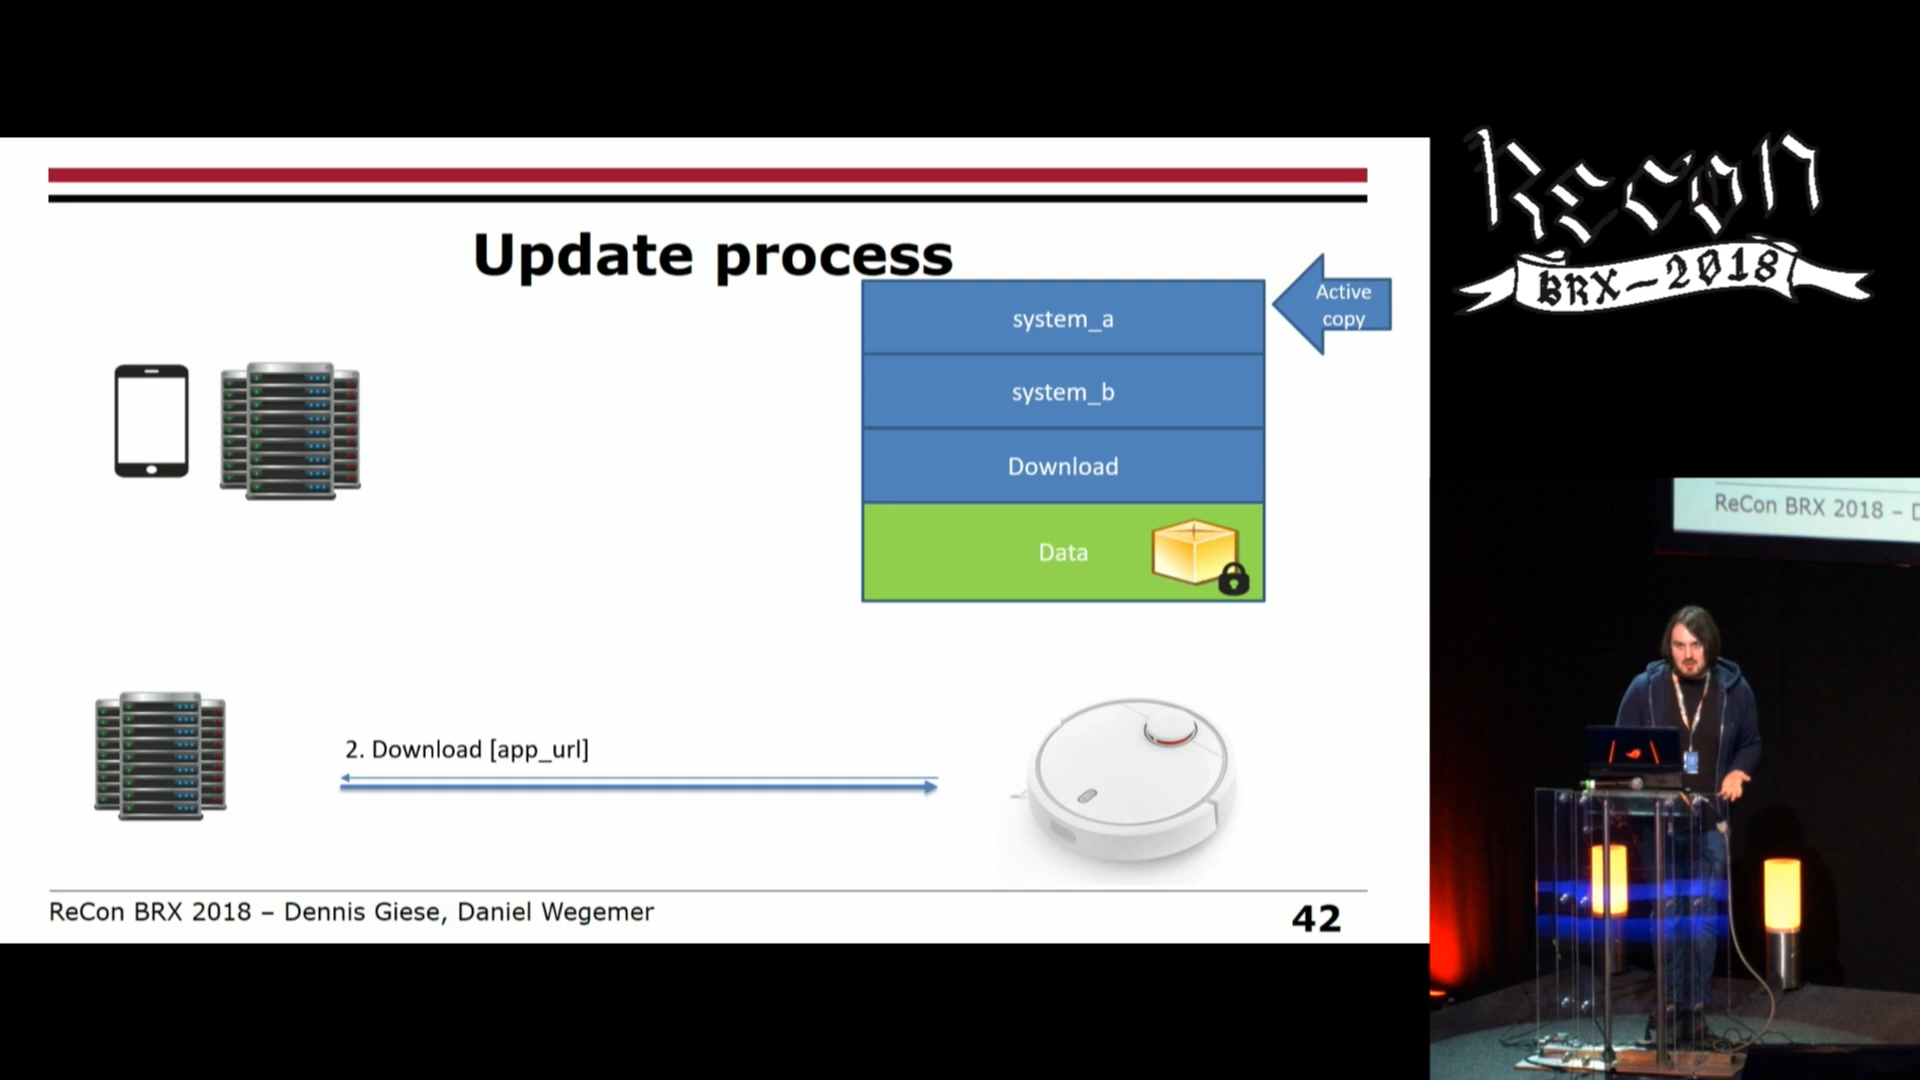 Update process
system_a
system_b
Download
Data
Active
copy
2. Download [app_url]
ReCon BRX 2018 – Dennis Giese, Daniel Wegemer
42
Recon
BRX-2018
ReCon BRX 2018 – D